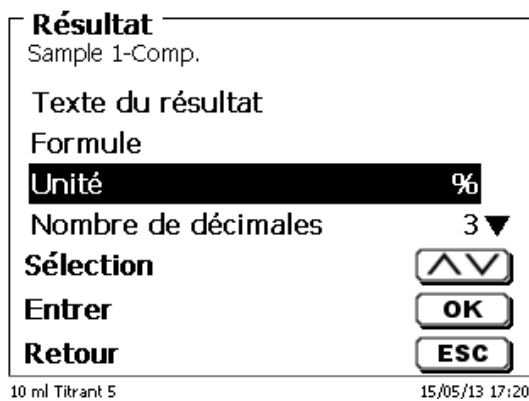 Résultat
Sample 1-Comp.
Texte du résultat
Formule
Unité %
Nombre de décimales 3
Sélection
Entrer OK
Retour ESC
10 ml Titrant 5 15/05/13 17:20